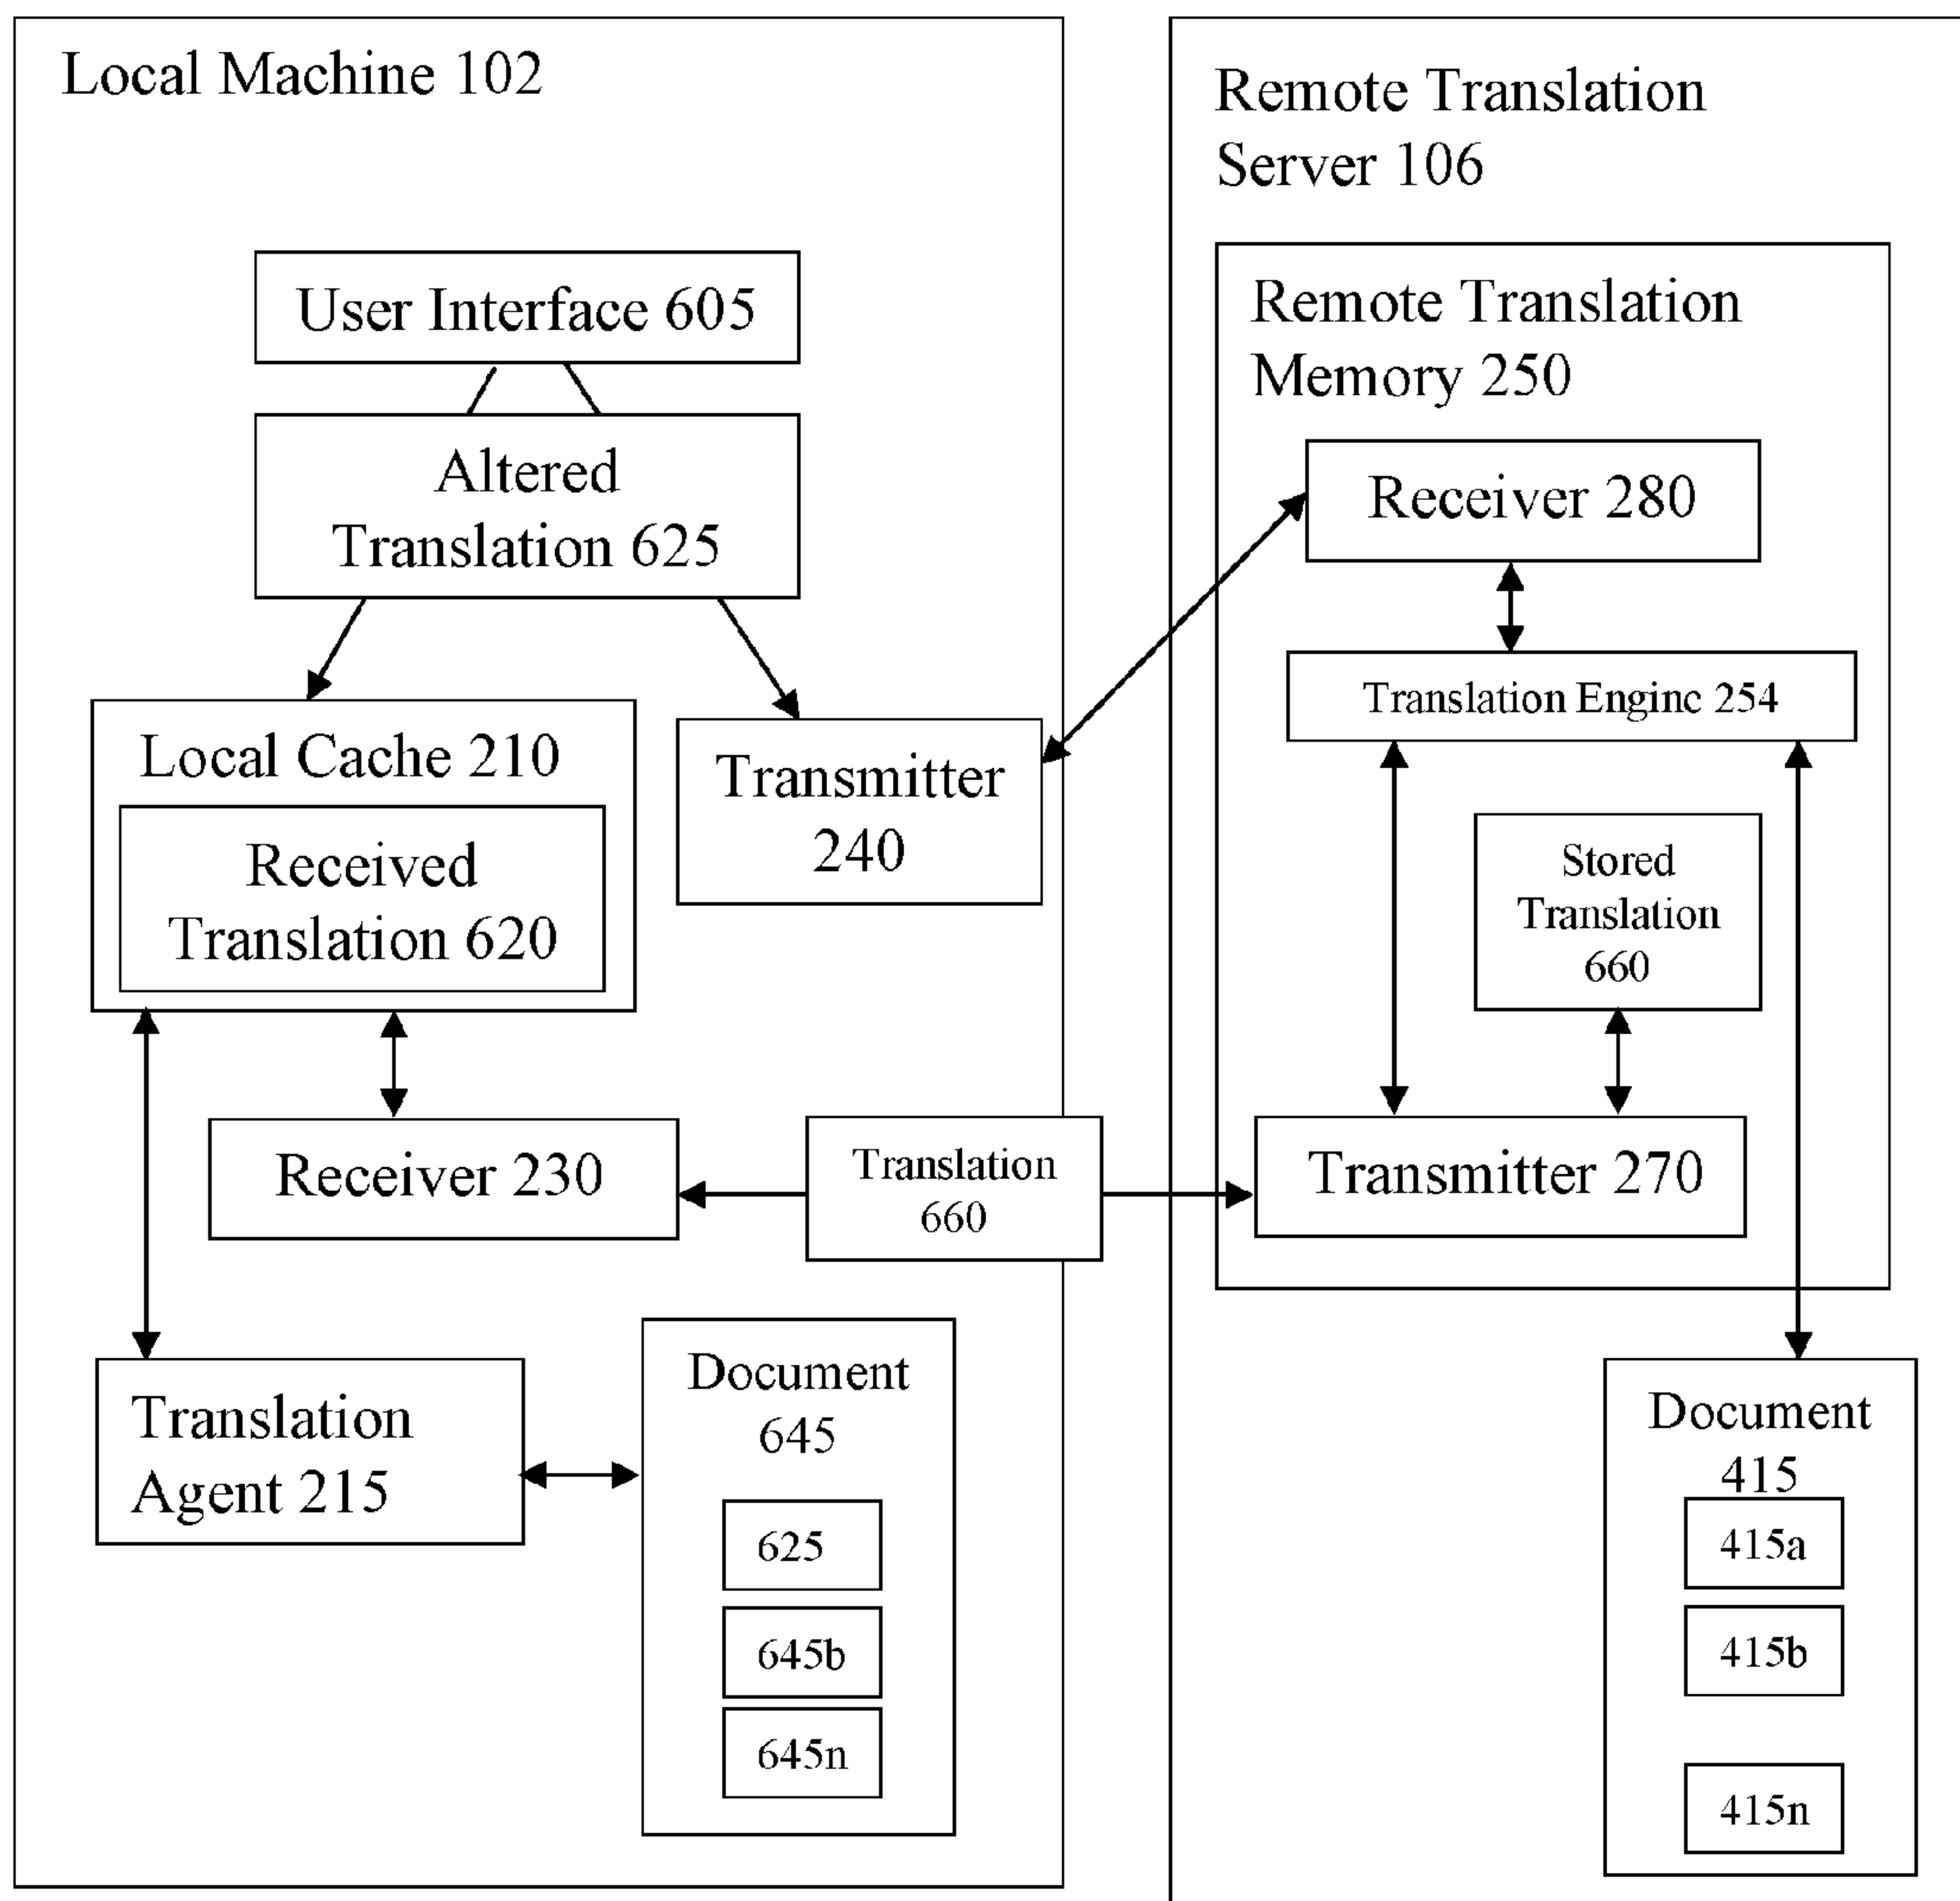 Local Machine 102
User Interface 605
Altered
Translation 625
Local Cache 210
Received
Translation 620
Transmitter
240
Receiver 230
Translation
660
Translation
Agent 215
Document
645
625
645b
645n
Remote Translation
Server 106
Remote Translation
Memory 250
Receiver 280
Translation Enginc 254
Stored
Translation
660
Transmitter 270
Document
415
415a
415b
415n